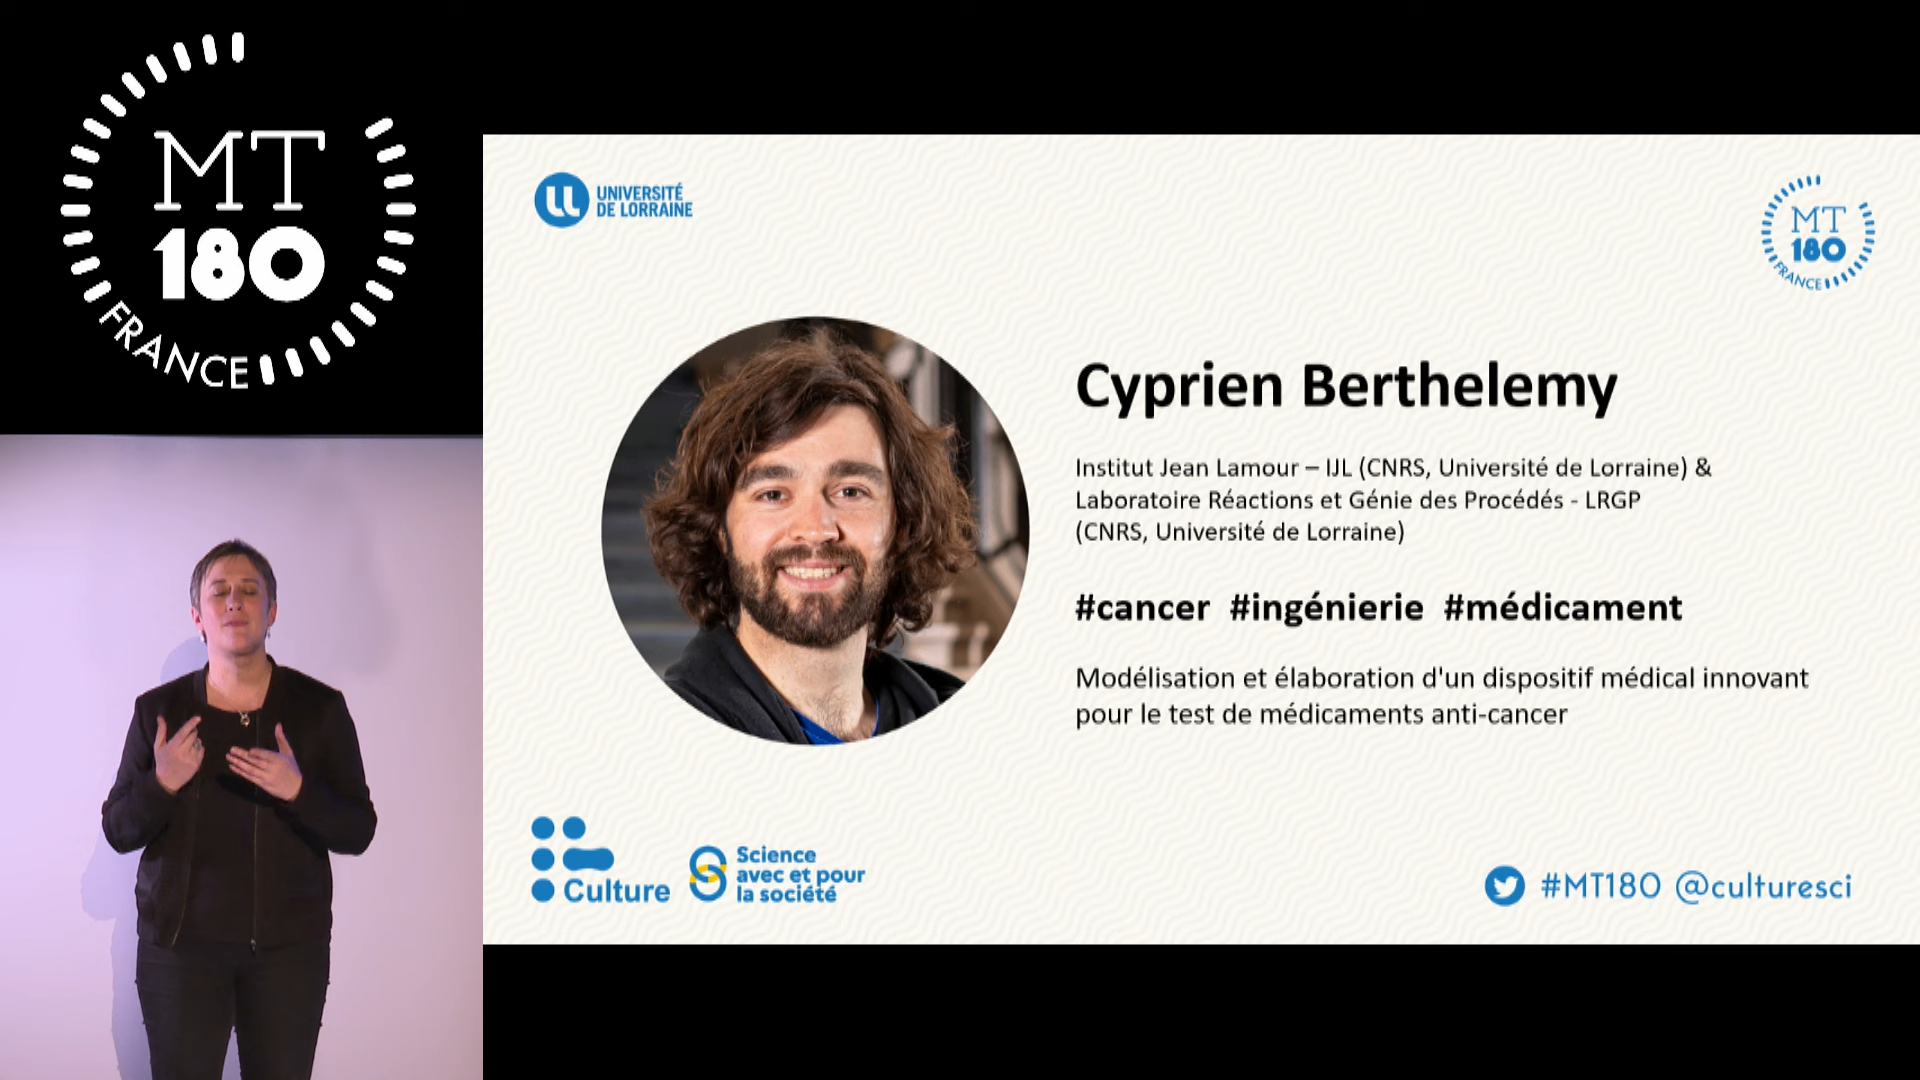 MT
180
FRANCE
UNIVERSITÉ
DE LORRAINE
MT
180
FRANCE
Cyprien Berthelemy
Institut Jean Lamour – IJL (CNRS, Université de Lorraine) &
Laboratoire Réactions et Génie des Procédés - LRGP
(CNRS, Université de Lorraine)
#cancer #ingénierie #médicament
Modélisation et élaboration d'un dispositif médical innovant
pour le test de médicaments anti-cancer
Culture
Science
avec et pour
la société
#MT180 @culturesci